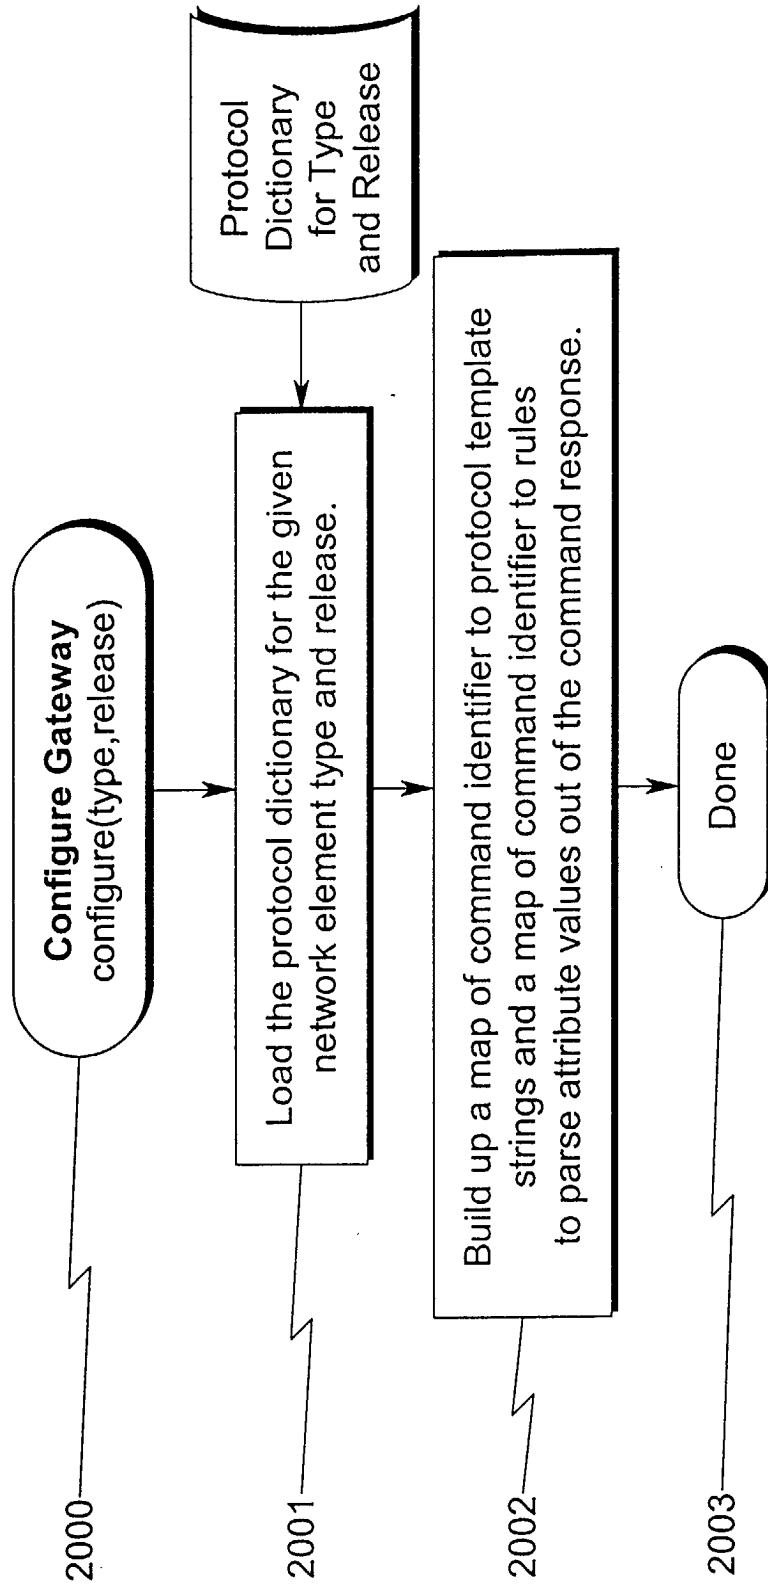 2000
Configure Gateway
configure(type,release)
2001
Load the protocol dictionary for the given
network element type and release.
Protocol
Dictionary
for Type
and Release
2002
Build up a map of command identifier to protocol template
strings and a map of command identifier to rules
to parse attribute values out of the command response.
2003
Done